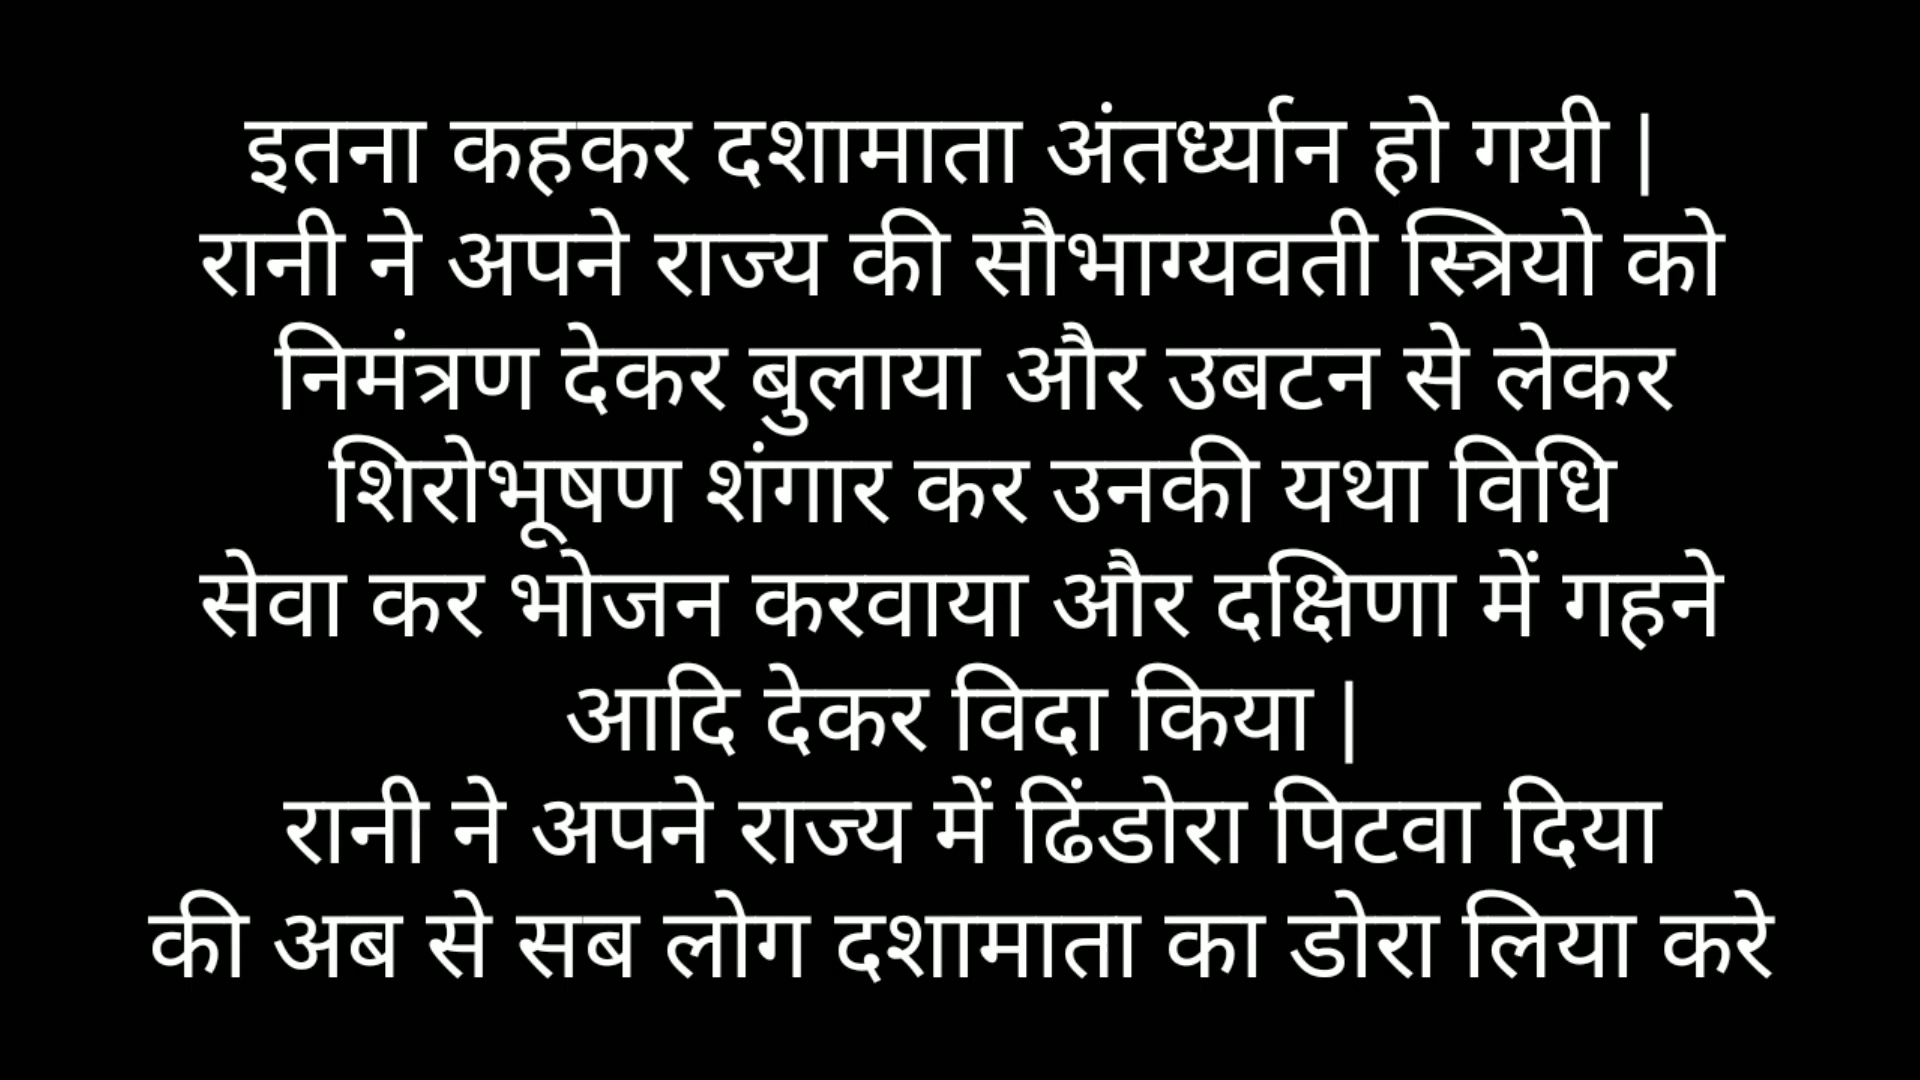 इतना कहकर दशामाता अंतर्ध्यान हो गयी |
रानी ने अपने राज्य की सौभाग्यवती स्त्रियो को
निमंत्रण देकर बुलाया और उबटन से लेकर
शिरोभूषण शंगार कर उनकी यथा विधि
सेवा कर भोजन करवाया और दक्षिणा में गहने
आदि देकर विदा किया |
रानी ने अपने राज्य में ढिंडोरा पिटवा दिया
की अब से सब लोग दशामाता का डोरा लिया करे